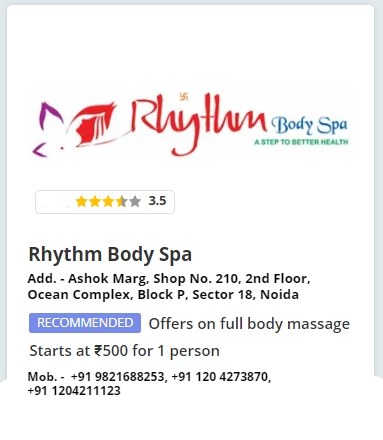 Rhythm Body Spa
A STEP TO BETTER HEALTH
3.5
Rhythm Body Spa
Add. - Ashok Marg, Shop No. 210, 2nd Floor,
Ocean Complex, Block P, Sector 18, Noida
RECOMMENDED Offers on full body massage
Starts at ₹500 for 1 person
Mob. - +91 9821688253, +91 120 4273870,
+91 1204211123